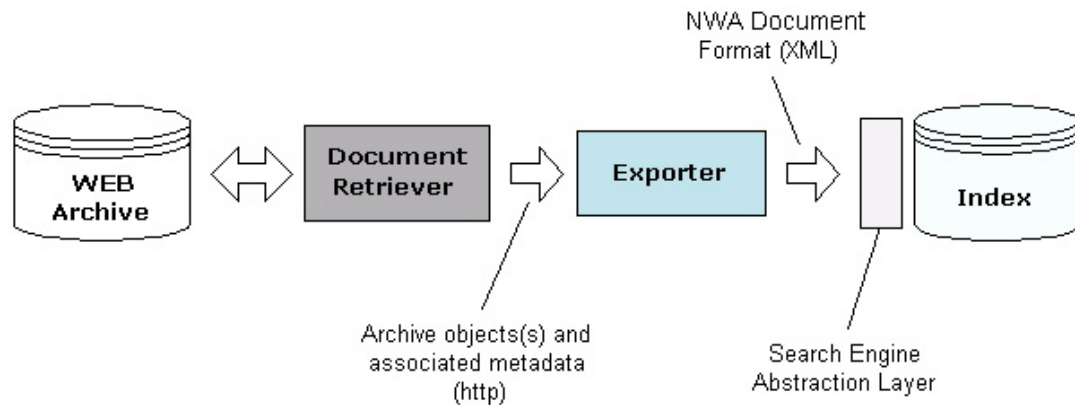 NWA Document
Format (XML)
WEB
Archive
Document
Retriever
Exporter
Index
Archive objects(s) and
associated metadata
(http)
Search Engine
Abstraction Layer